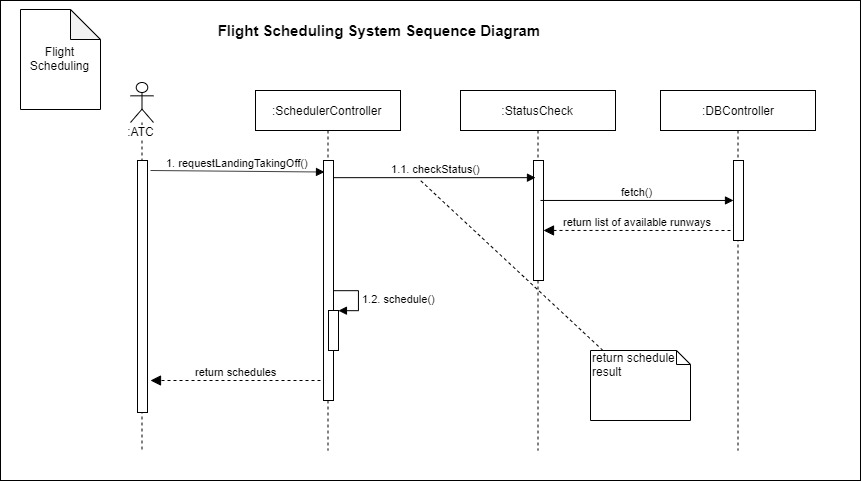 Flight Scheduling System Sequence Diagram
Flight
Scheduling
:ATC
:SchedulerController
:StatusCheck
:DBController
1. requestLandingTakingOff()
1.1. checkStatus()
fetch()
return list of available runways
1.2. schedule()
return schedule
result
return schedules